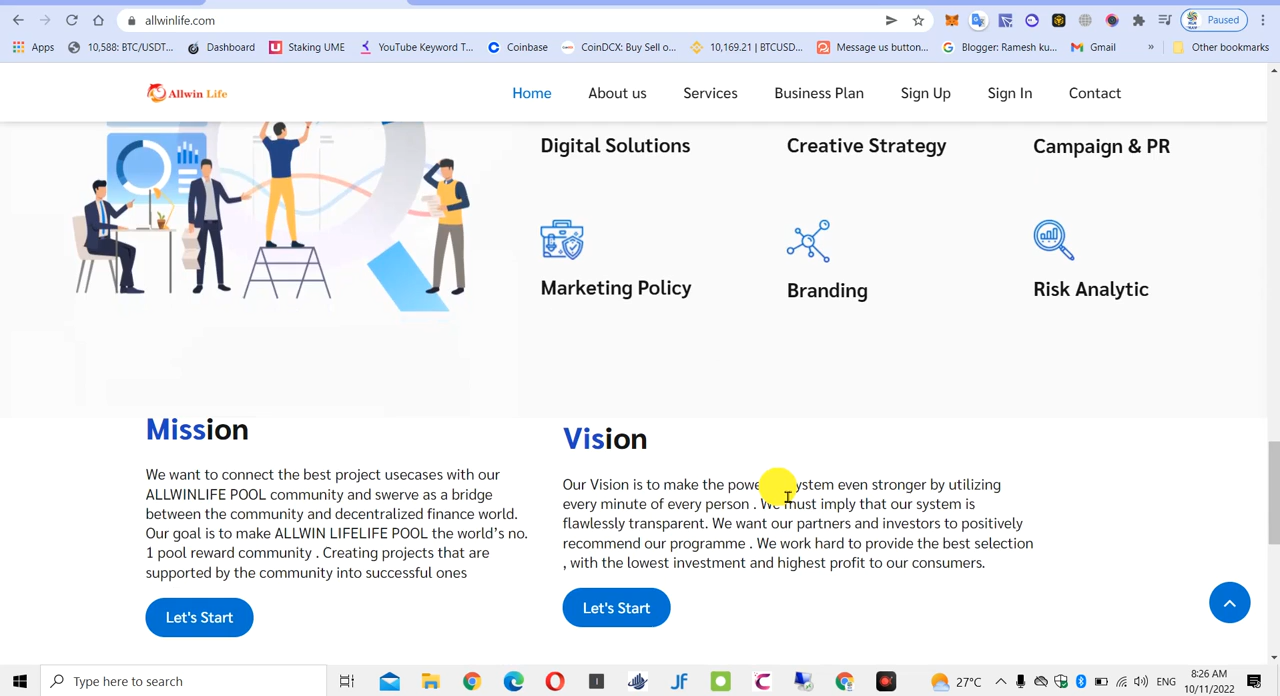 allwinlife.com
Paused
Apps
10,588: BTC/USDT...
Dashboard
Staking UME
YouTube Keyword T...
Coinbase
CoinDCX: Buy Sell o...
10,169.21 | BTCUSD...
Message us button...
Blogger: Ramesh ku...
Gmail
»
Other bookmarks
Allwin Life
Home
About us
Services
Business Plan
Sign Up
Sign In
Contact
Digital Solutions
Creative Strategy
Campaign & PR
Marketing Policy
Branding
Risk Analytic
Mission
We want to connect the best project usecases with our
ALLWINLIFE POOL community and swerve as a bridge
between the community and decentralized finance world.
Our goal is to make ALLWIN LIFELIFE POOL the world's no.
1 pool reward community . Creating projects that are
supported by the community into successful ones
Let's Start
Vision
Our Vision is to make the system even stronger by utilizing
every minute of every person . We must imply that our system is
flawlessly transparent. We want our partners and investors to positively
recommend our programme . We work hard to provide the best selection
, with the lowest investment and highest profit to our consumers.
Let's Start
Type here to search
27°C
ENG
8:26 AM
10/11/2022